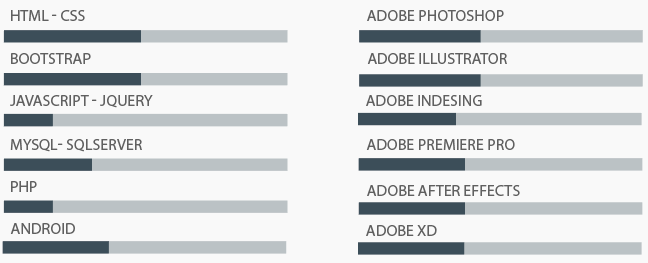 HTML - CSS
BOOTSTRAP
JAVASCRIPT - JQUERY
MYSQL- SQLSERVER
PHP
ANDROID
ADOBE PHOTOSHOP
ADOBE ILLUSTRATOR
ADOBE INDESING
ADOBE PREMIERE PRO
ADOBE AFTER EFFECTS
ADOBE XD